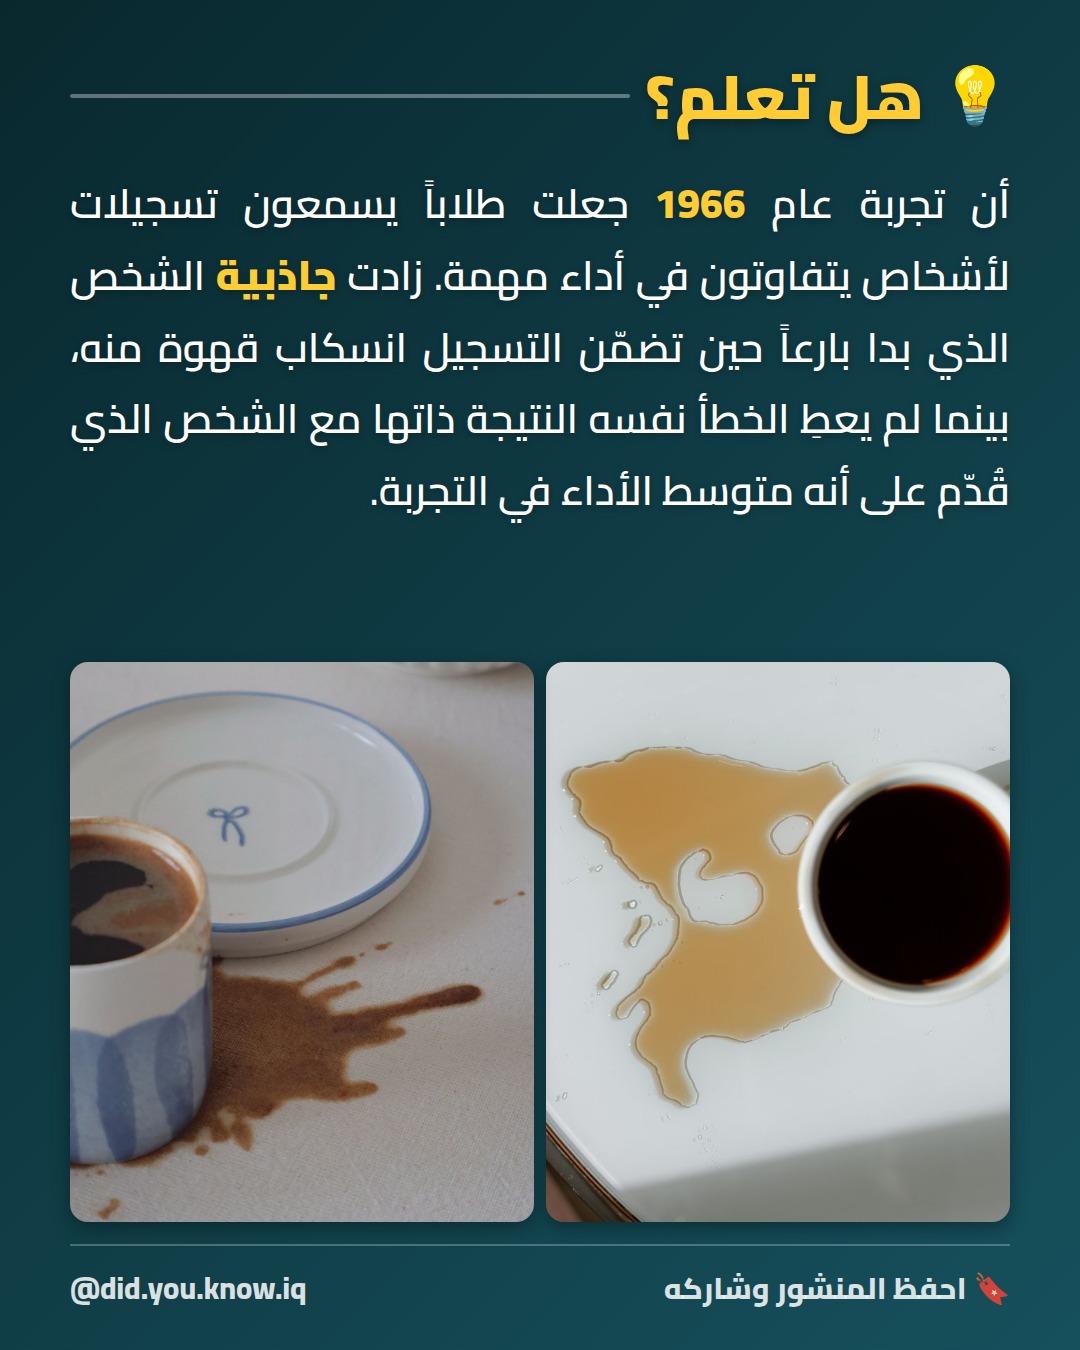 هل تعلم؟
أن تجربة عام 1966 جعلت طلاباً يسمعون تسجيلات
لأشخاص يتفاوتون في أداء مهمة. زادت جاذبية الشخص
الذي بدا بارعاً حين تضمّن التسجيل انسكاب قهوة منه،
بينما لم يعطِ الخطأ نفسه النتيجة ذاتها مع الشخص الذي
قُدّم على أنه متوسط الأداء في التجربة.
احفظ المنشور وشاركه
@did.you.know.iq